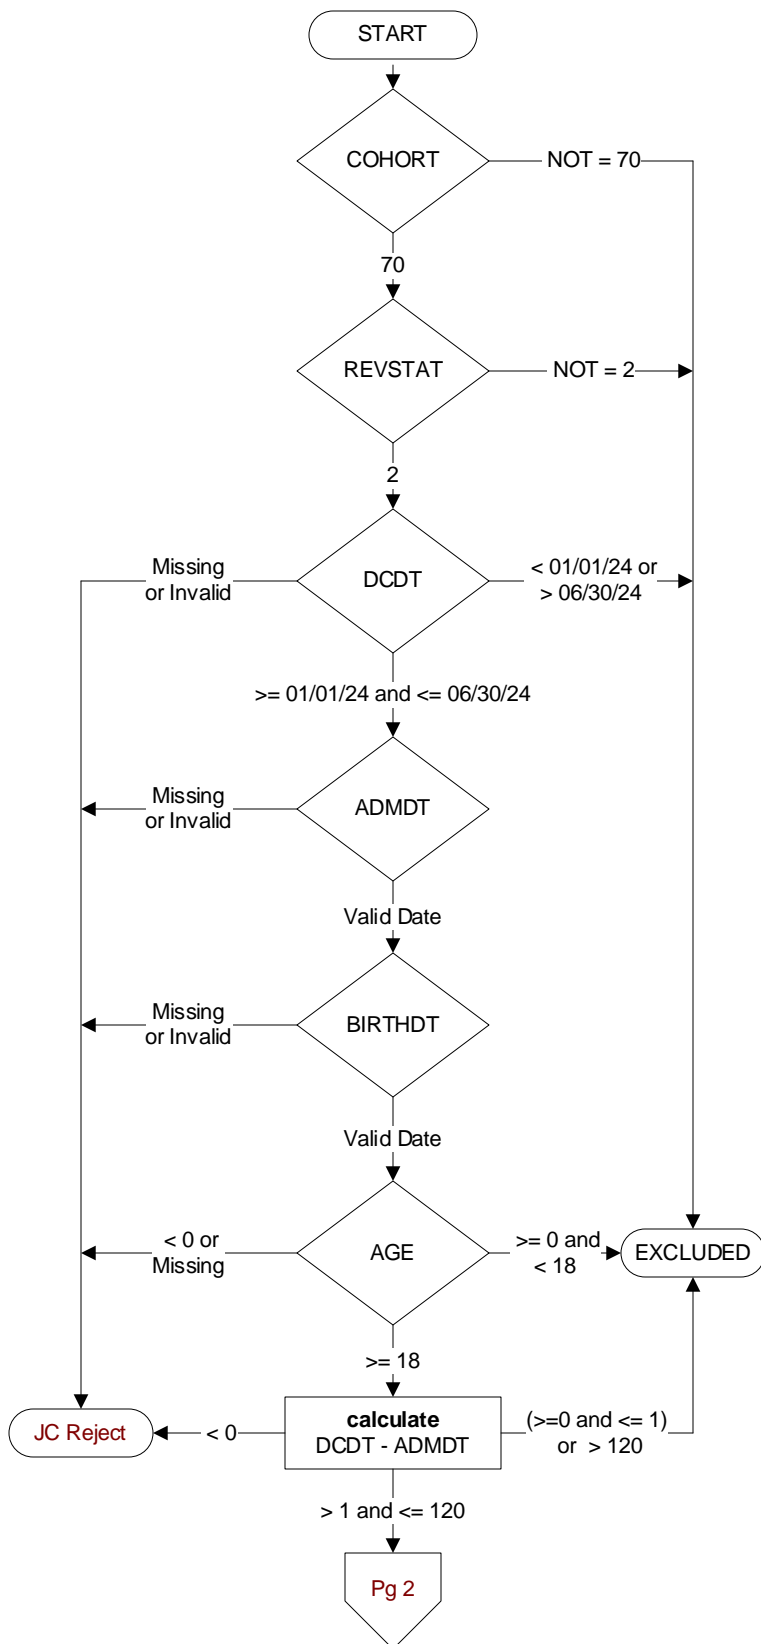 START
COHORT
NOT = 70
70
REVSTAT
NOT = 2
2
Missing
or Invalid
DCDT
< 01/01/24 or
> 06/30/24
>= 01/01/24 and <= 06/30/24
Missing
or Invalid
ADMDT
Valid Date
Missing
or Invalid
BIRTHDT
Valid Date
< 0 or
Missing
AGE
>= 0 and
< 18
EXCLUDED
>= 18
JC Reject
< 0
calculate
DCDT - ADMDT
(>=0 and <= 1)
or > 120
> 1 and <= 120
Pg 2